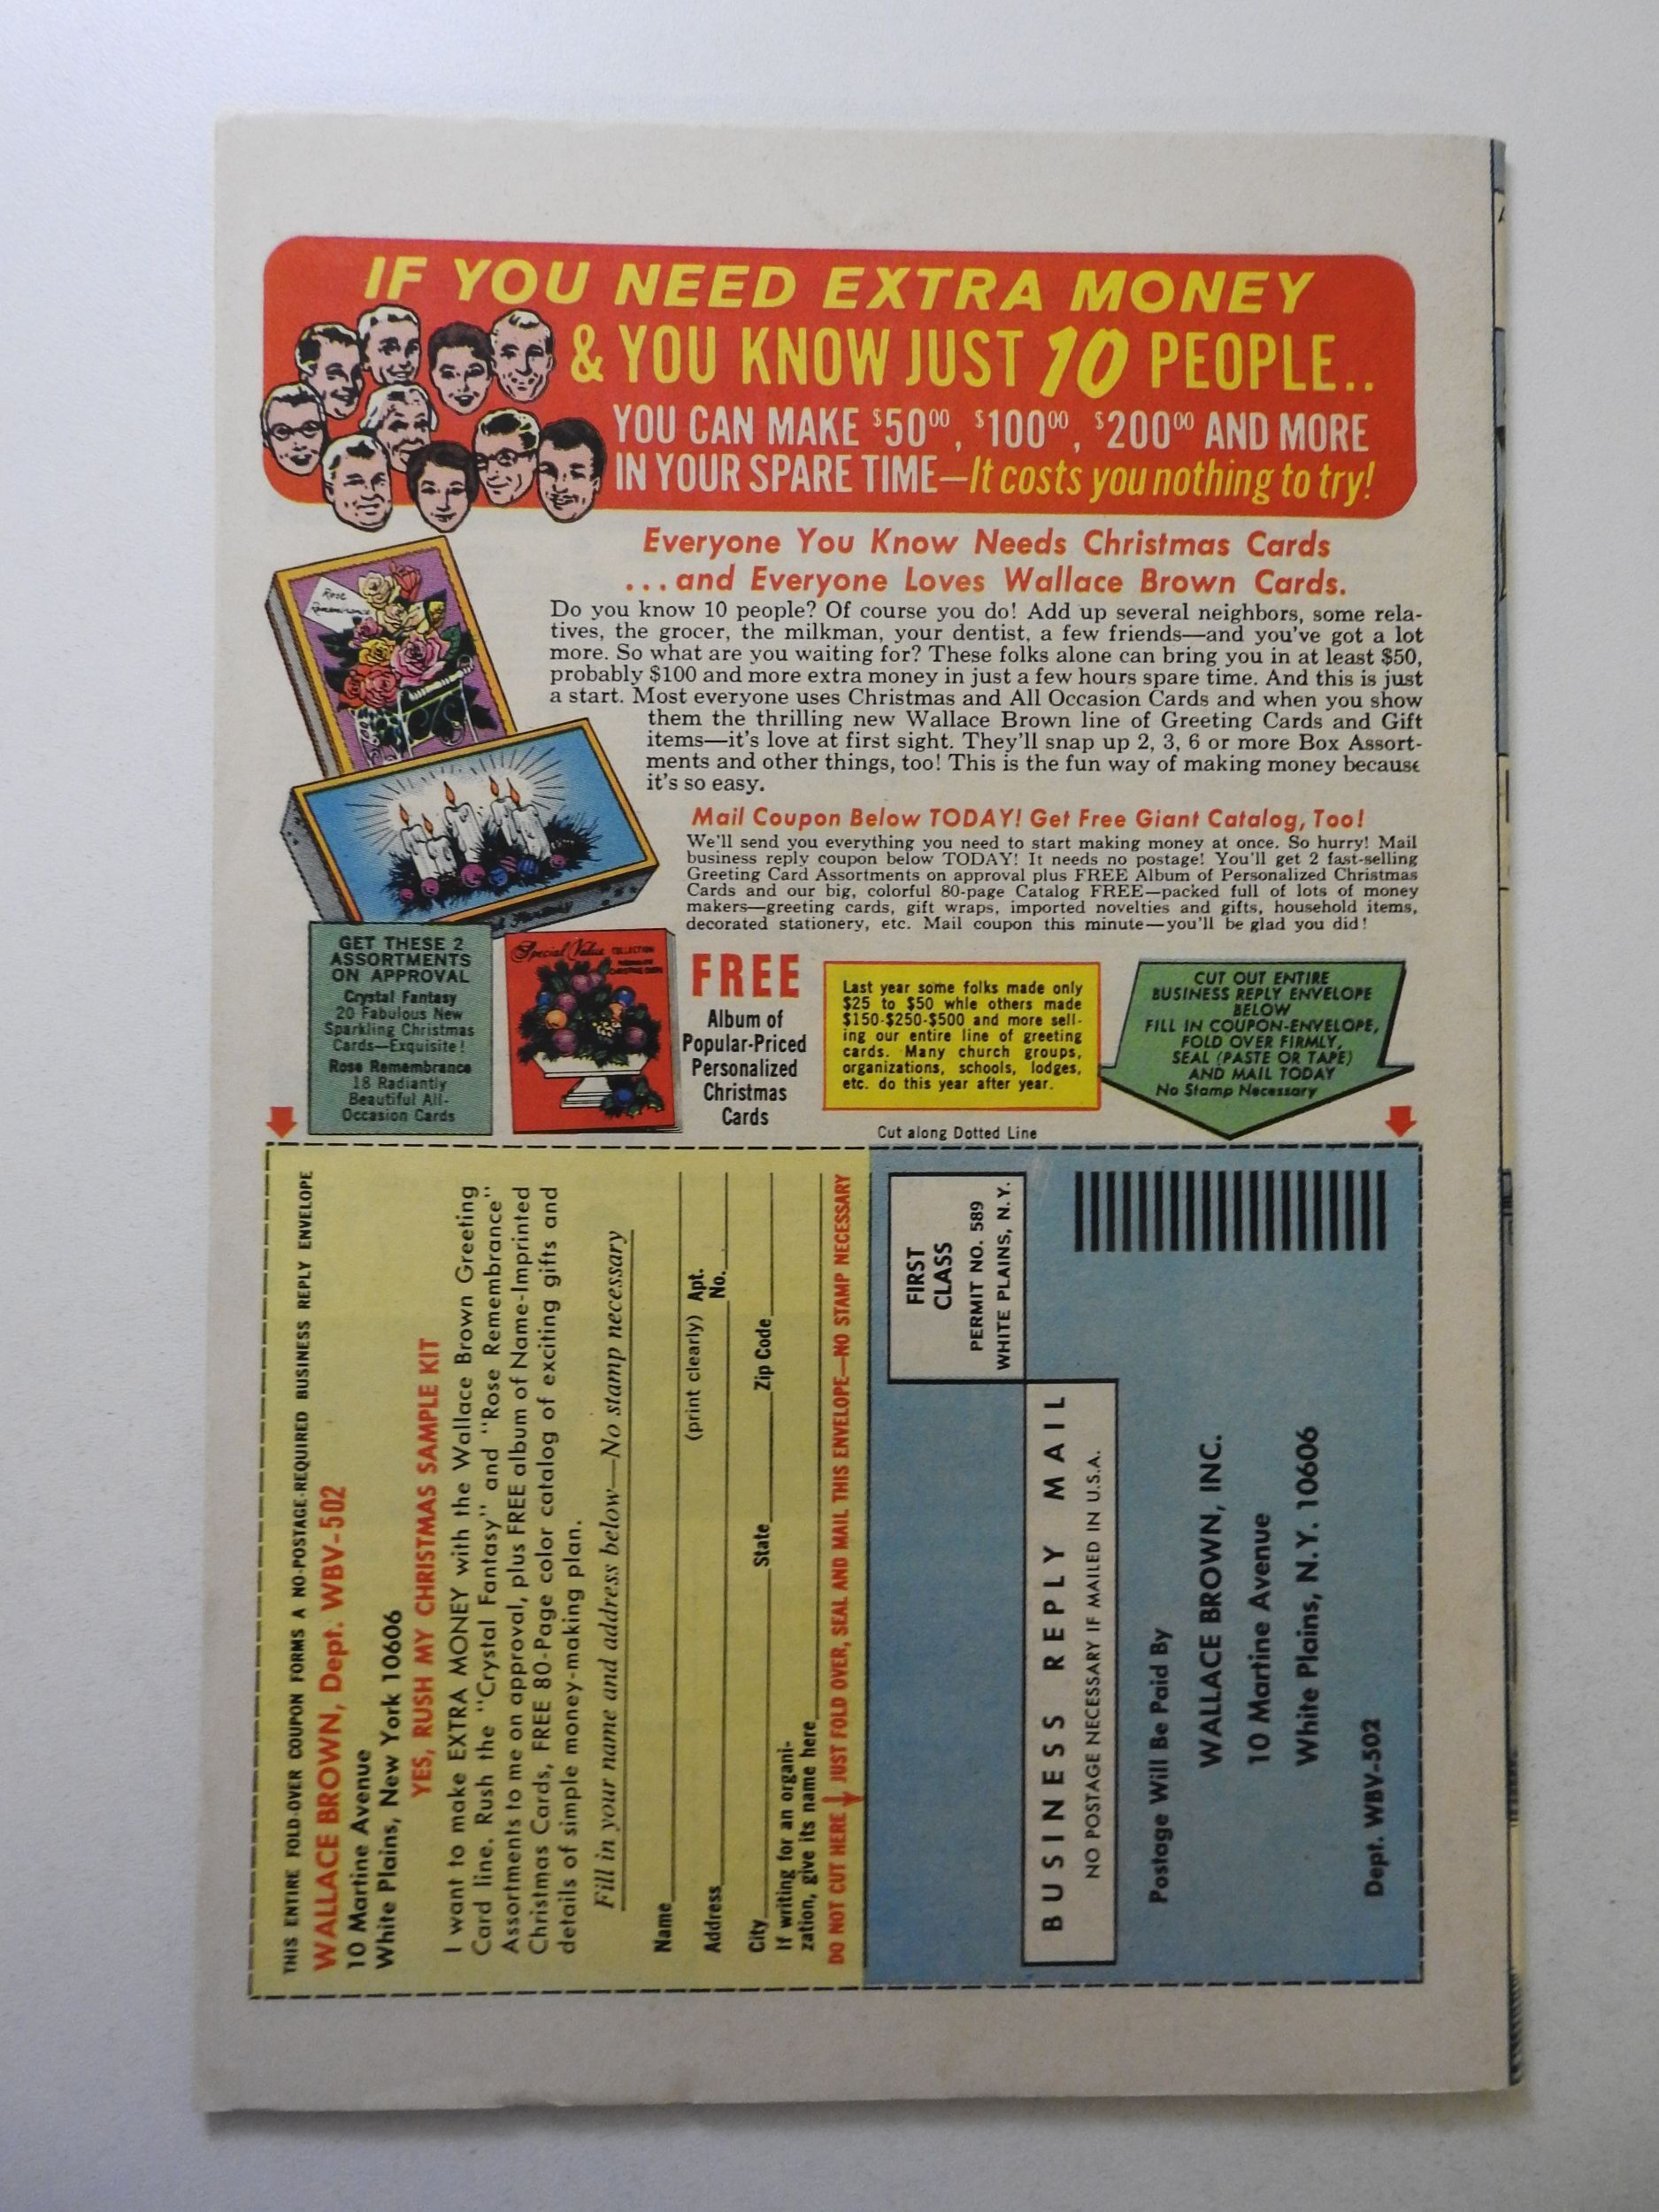 IF YOU NEED EXTRA MONEY
& YOU KNOW JUST 10 PEOPLE..
YOU CAN MAKE $50⁰⁰, $100⁰⁰, $200⁰⁰ AND MORE
IN YOUR SPARE TIME—It costs you nothing to try!
Everyone You Know Needs Christmas Cards
...and Everyone Loves Wallace Brown Cards.
Do you know 10 people? Of course you do! Add up several neighbors, some rela-
tives, the grocer, the milkman, your dentist, a few friends—and you've got a lot
more. So what are you waiting for? These folks alone can bring you in at least $50,
probably $100 and more extra money in just a few hours spare time. And this is just
a start. Most everyone uses Christmas and All Occasion Cards and when you show
them the thrilling new Wallace Brown line of Greeting Cards and Gift
items—it's love at first sight. They'll snap up 2, 3, 6 or more Box Assort-
ments and other things, too! This is the fun way of making money because
it's so easy.
Rose
Remembrance
Mail Coupon Below TODAY! Get Free Giant Catalog, Too!
We'll send you everything you need to start making money at once. So hurry! Mail
business reply coupon below TODAY! It needs no postage! You'll get 2 fast-selling
Greeting Card Assortments on approval plus FREE Album of Personalized Christmas
Cards and our big, colorful 80-page Catalog FREE—packed full of lots of money
makers—greeting cards, gift wraps, imported novelties and gifts, household items,
decorated stationery, etc. Mail coupon this minute—you'll be glad you did!
GET THESE 2
ASSORTMENTS
ON APPROVAL
Crystal Fantasy
20 Fabulous New
Sparkling Christmas
Cards—Exquisite!
Rose Remembrance
18 Radiantly
Beautiful All-
Occasion Cards
Special Value COLLECTION
FREE
Album of
Popular-Priced
Personalized
Christmas
Cards
Last year some folks made only
$25 to $50 whle others made
$150-$250-$500 and more sell-
ing our entire line of greeting
cards. Many church groups,
organizations, schools, lodges,
etc. do this year after year.
CUT OUT ENTIRE
BUSINESS REPLY ENVELOPE
BELOW
FILL IN COUPON-ENVELOPE,
FOLD OVER FIRMLY,
SEAL (PASTE OR TAPE)
AND MAIL TODAY
No Stamp Necessary
Cut along Dotted Line
THIS ENTIRE FOLD-OVER COUPON FORMS A NO-POSTAGE-REQUIRED BUSINESS REPLY ENVELOPE
WALLACE BROWN, Dept. WBV-502
10 Martine Avenue
White Plains, New York 10606
YES, RUSH MY CHRISTMAS SAMPLE KIT
I want to make EXTRA MONEY with the Wallace Brown Greeting
Card line. Rush the "Crystal Fantasy" and "Rose Remembrance"
Assortments to me on approval, plus FREE album of Name-Imprinted
Christmas Cards, FREE 80-Page color catalog of exciting gifts and
details of simple money-making plan.
Fill in your name and address below—No stamp necessary
Name
(print clearly)
Address Apt. No.
City State Zip Code
If writing for an organi-
zation, give its name here
DO NOT CUT HERE JUST FOLD OVER, SEAL AND MAIL THIS ENVELOPE—NO STAMP NECESSARY
FIRST
CLASS
PERMIT NO. 589
WHITE PLAINS, N.Y.
BUSINESS REPLY MAIL
NO POSTAGE NECESSARY IF MAILED IN U.S.A.
Postage Will Be Paid By
WALLACE BROWN, INC.
10 Martine Avenue
White Plains, N.Y. 10606
Dept. WBV-502